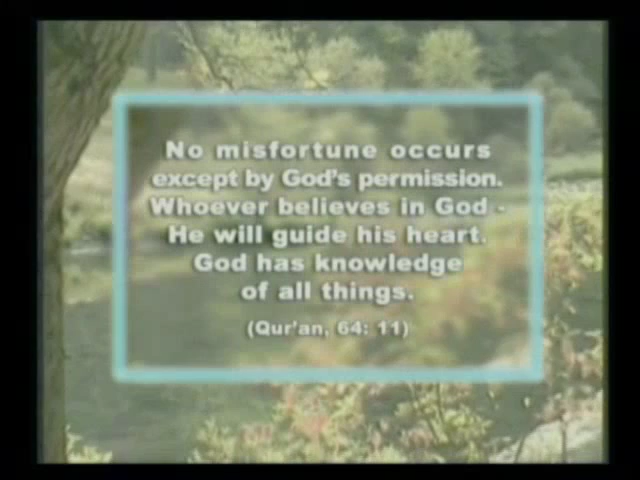 No misfortune occurs
except by God's permission.
Whoever believes in God -
He will guide his heart.
God has knowledge
of all things.
(Qur'an, 64: 11)